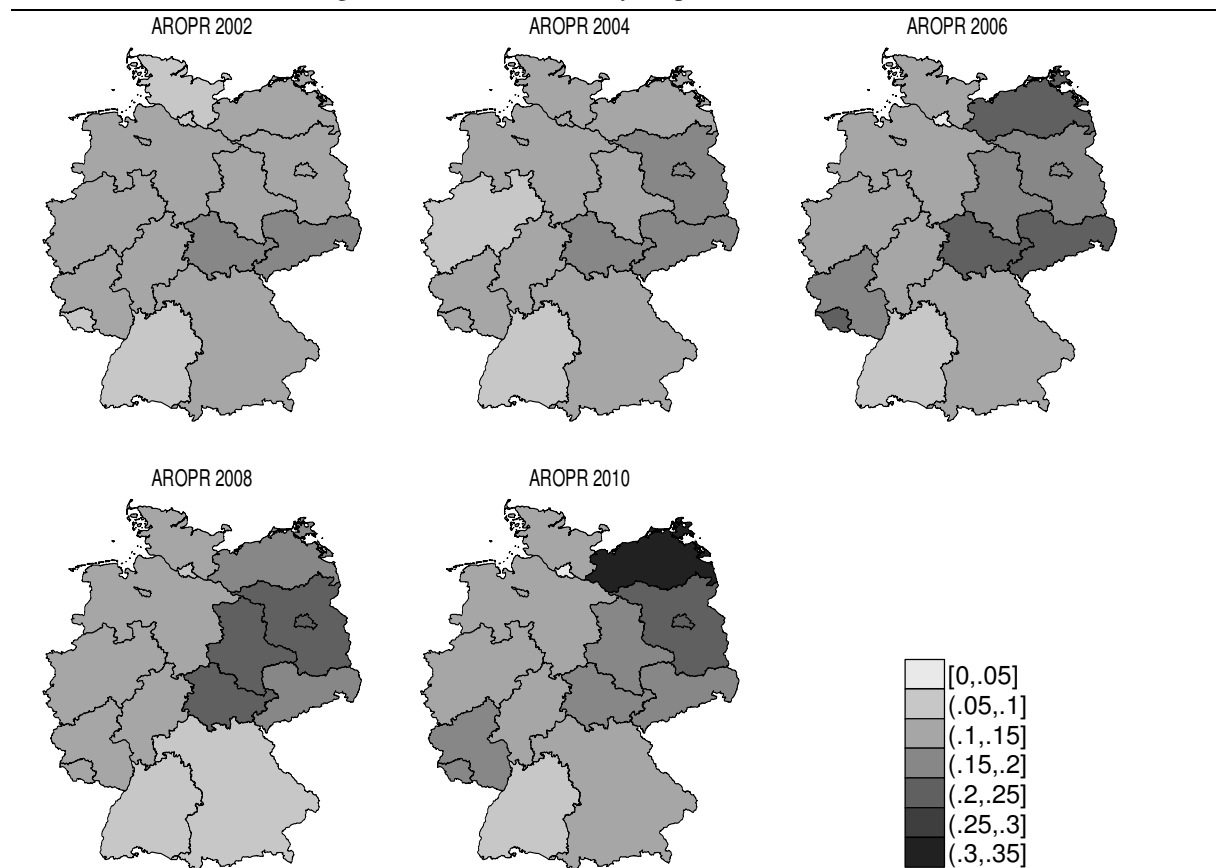 AROPR 2002
AROPR 2004
AROPR 2006
AROPR 2008
AROPR 2010
[0,.05]
(.05,.1]
(.1,.15]
(.15,.2]
(.2,.25]
(.25,.3]
(.3,.35]